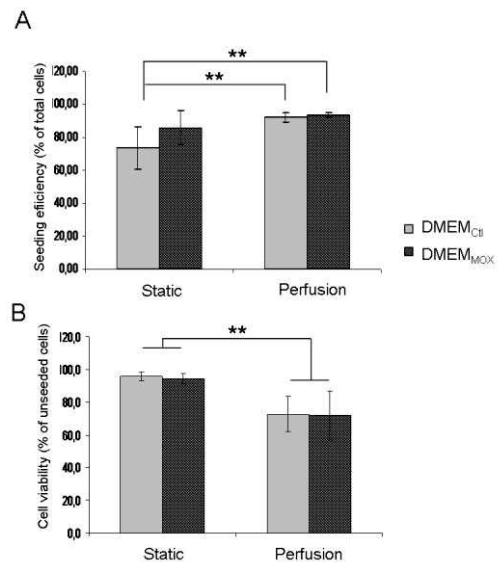 A
**
**
Seeding eficiency (% of total cells)
120,00
100,00
80,00
60,00
40,00
20,00
0,00
Static
Perfusion
DMEMCtl
DMEMMOX
B
**
Cell viability (% of unseeded cells)
120,0
100,0
80,0
60,0
40,0
20,0
0,0
Static
Perfusion